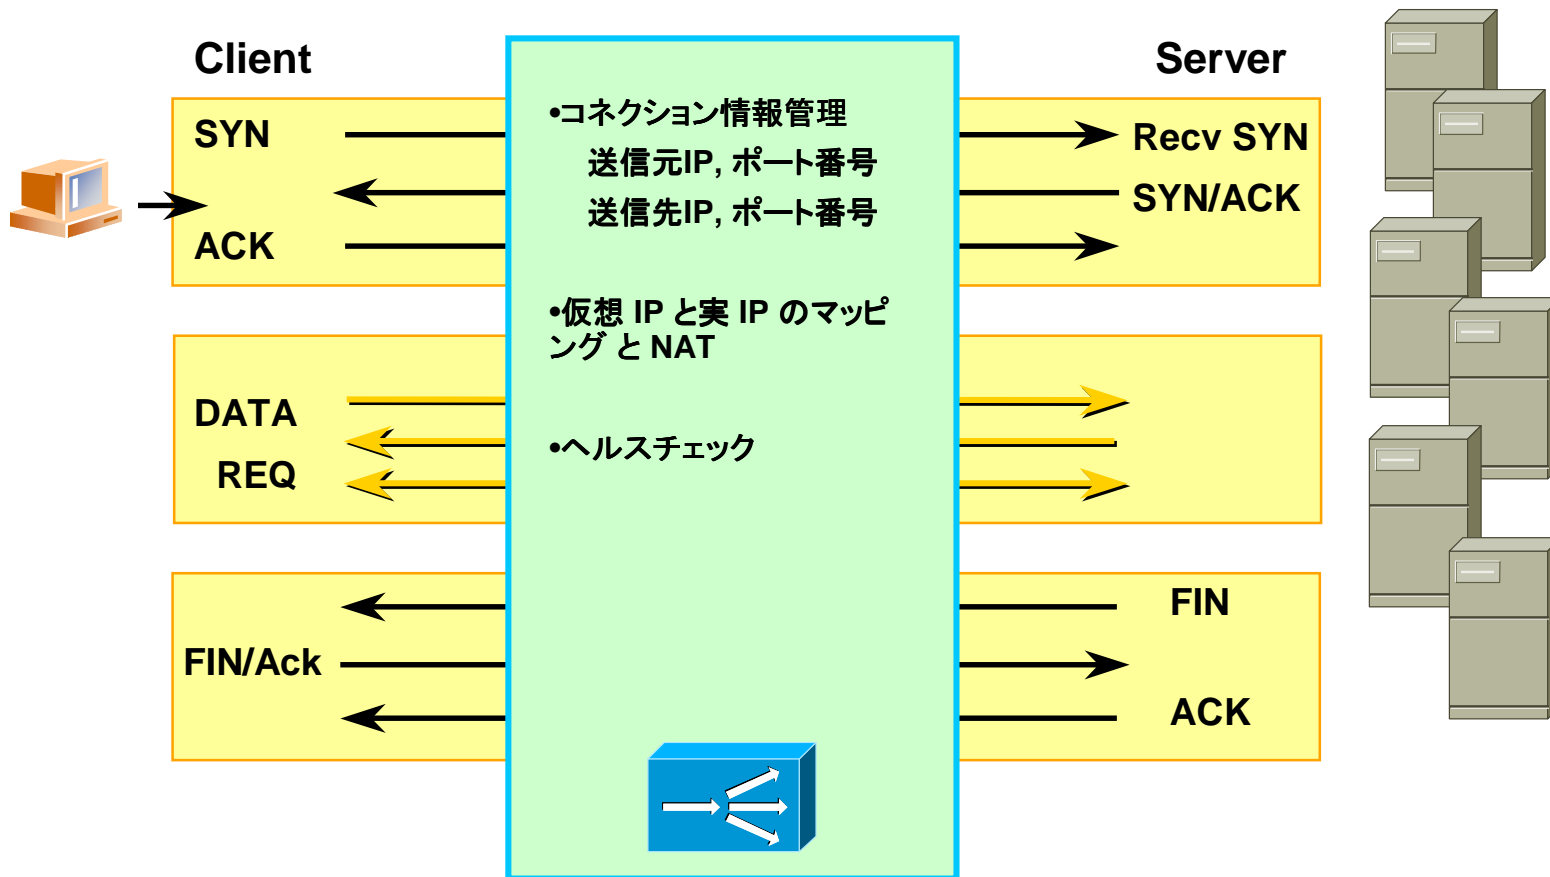 Client
Server
SYN
ACK
•コネクション情報管理
送信元IP, ポート番号
送信先IP, ポート番号
•仮想 IP と実 IP のマッピ
ング と NAT
•ヘルスチェック
Recv SYN
SYN/ACK
DATA
REQ
FIN/Ack
FIN
ACK